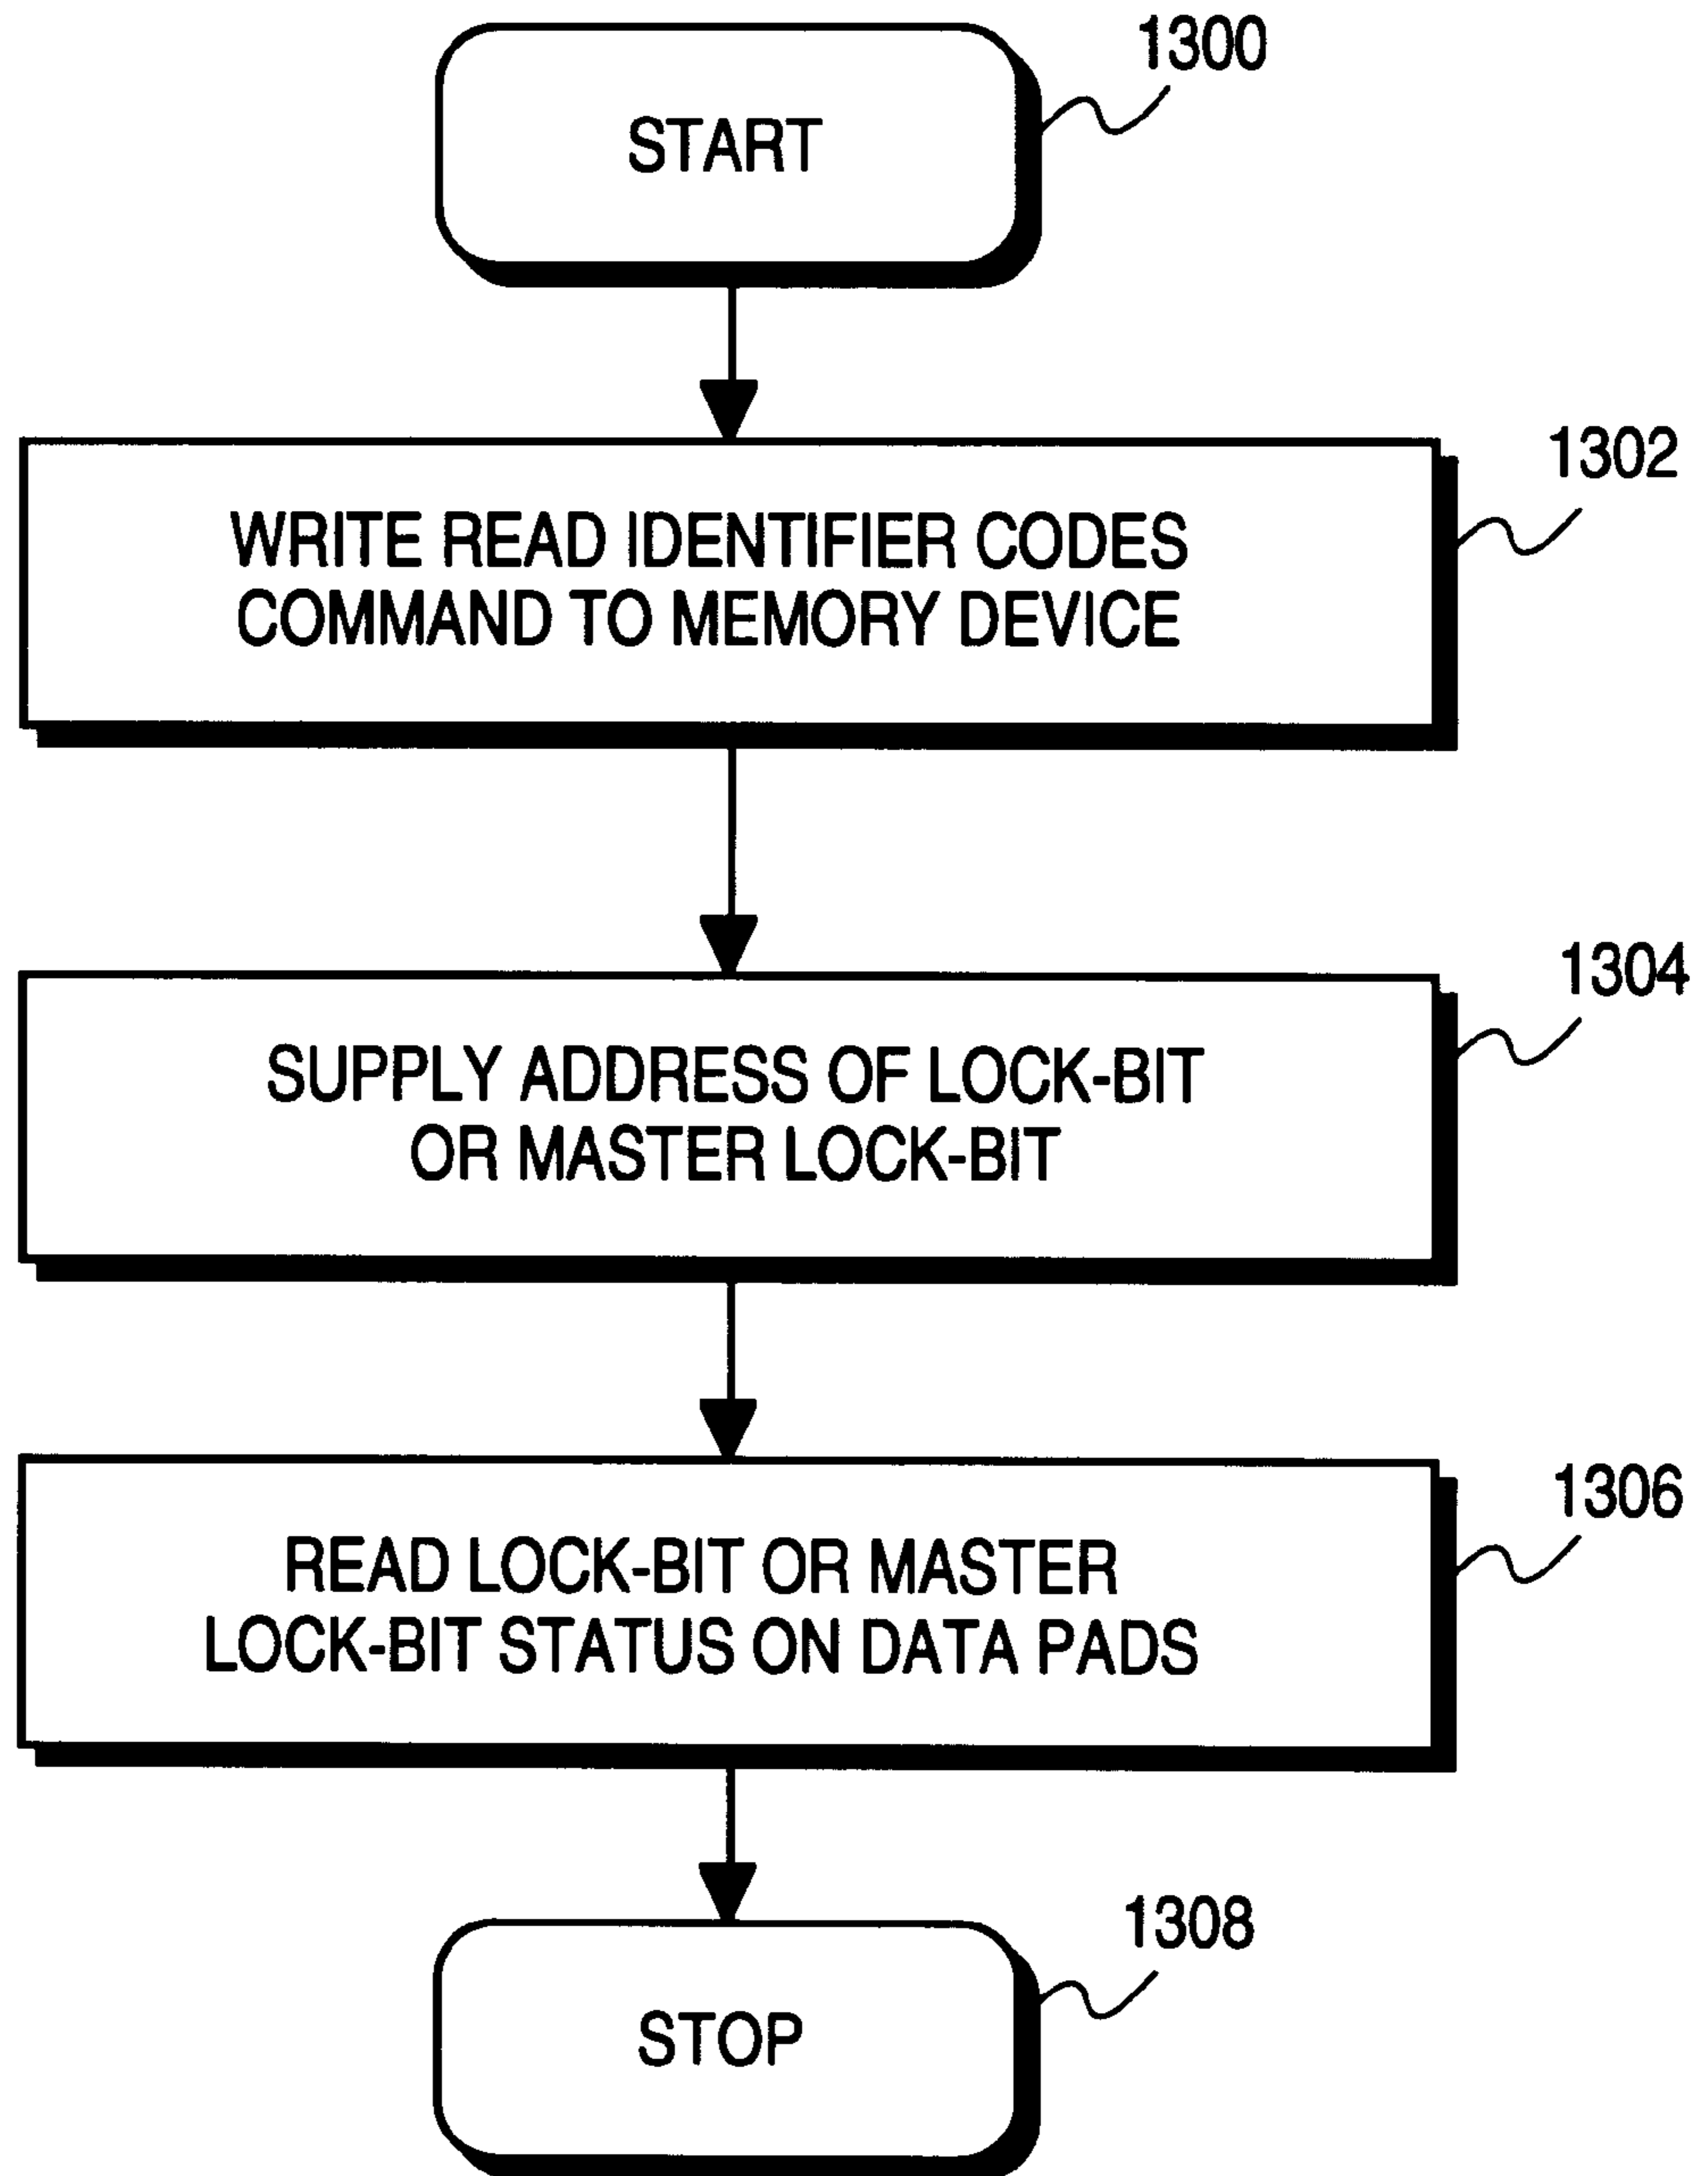 1300
START
1302
WRITE READ IDENTIFIER CODES
COMMAND TO MEMORY DEVICE
1304
SUPPLY ADDRESS OF LOCK-BIT
OR MASTER LOCK-BIT
1306
READ LOCK-BIT OR MASTER
LOCK-BIT STATUS ON DATA PADS
1308
STOP